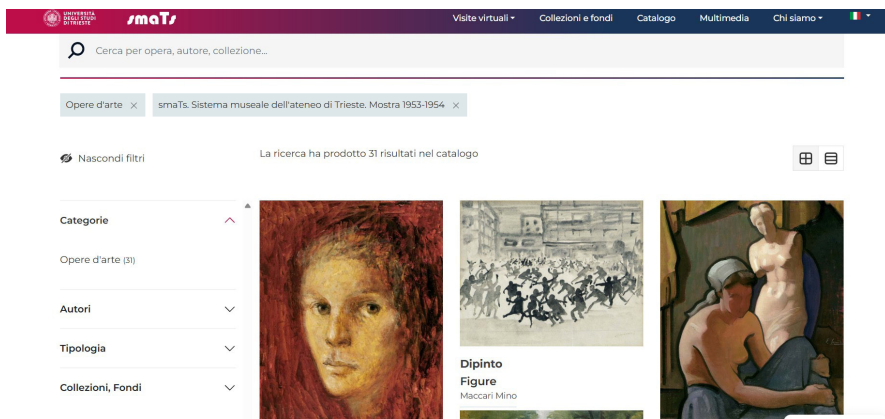 UNIVERSITÀ
DEGLI STUDI
DI TRIESTE
smaTs
Visite virtuali
Collezioni e fondi
Catalogo
Multimedia
Chi siamo
Cerca per opera, autore, collezione...
Opere d'arte ×
smaTs. Sistema museale dell'ateneo di Trieste. Mostra 1953-1954 ×
Nascondi filtri
La ricerca ha prodotto 31 risultati nel catalogo
Categorie
Opere d'arte (31)
Autori
Tipologia
Collezioni, Fondi
Dipinto
Figure
Maccari Mino